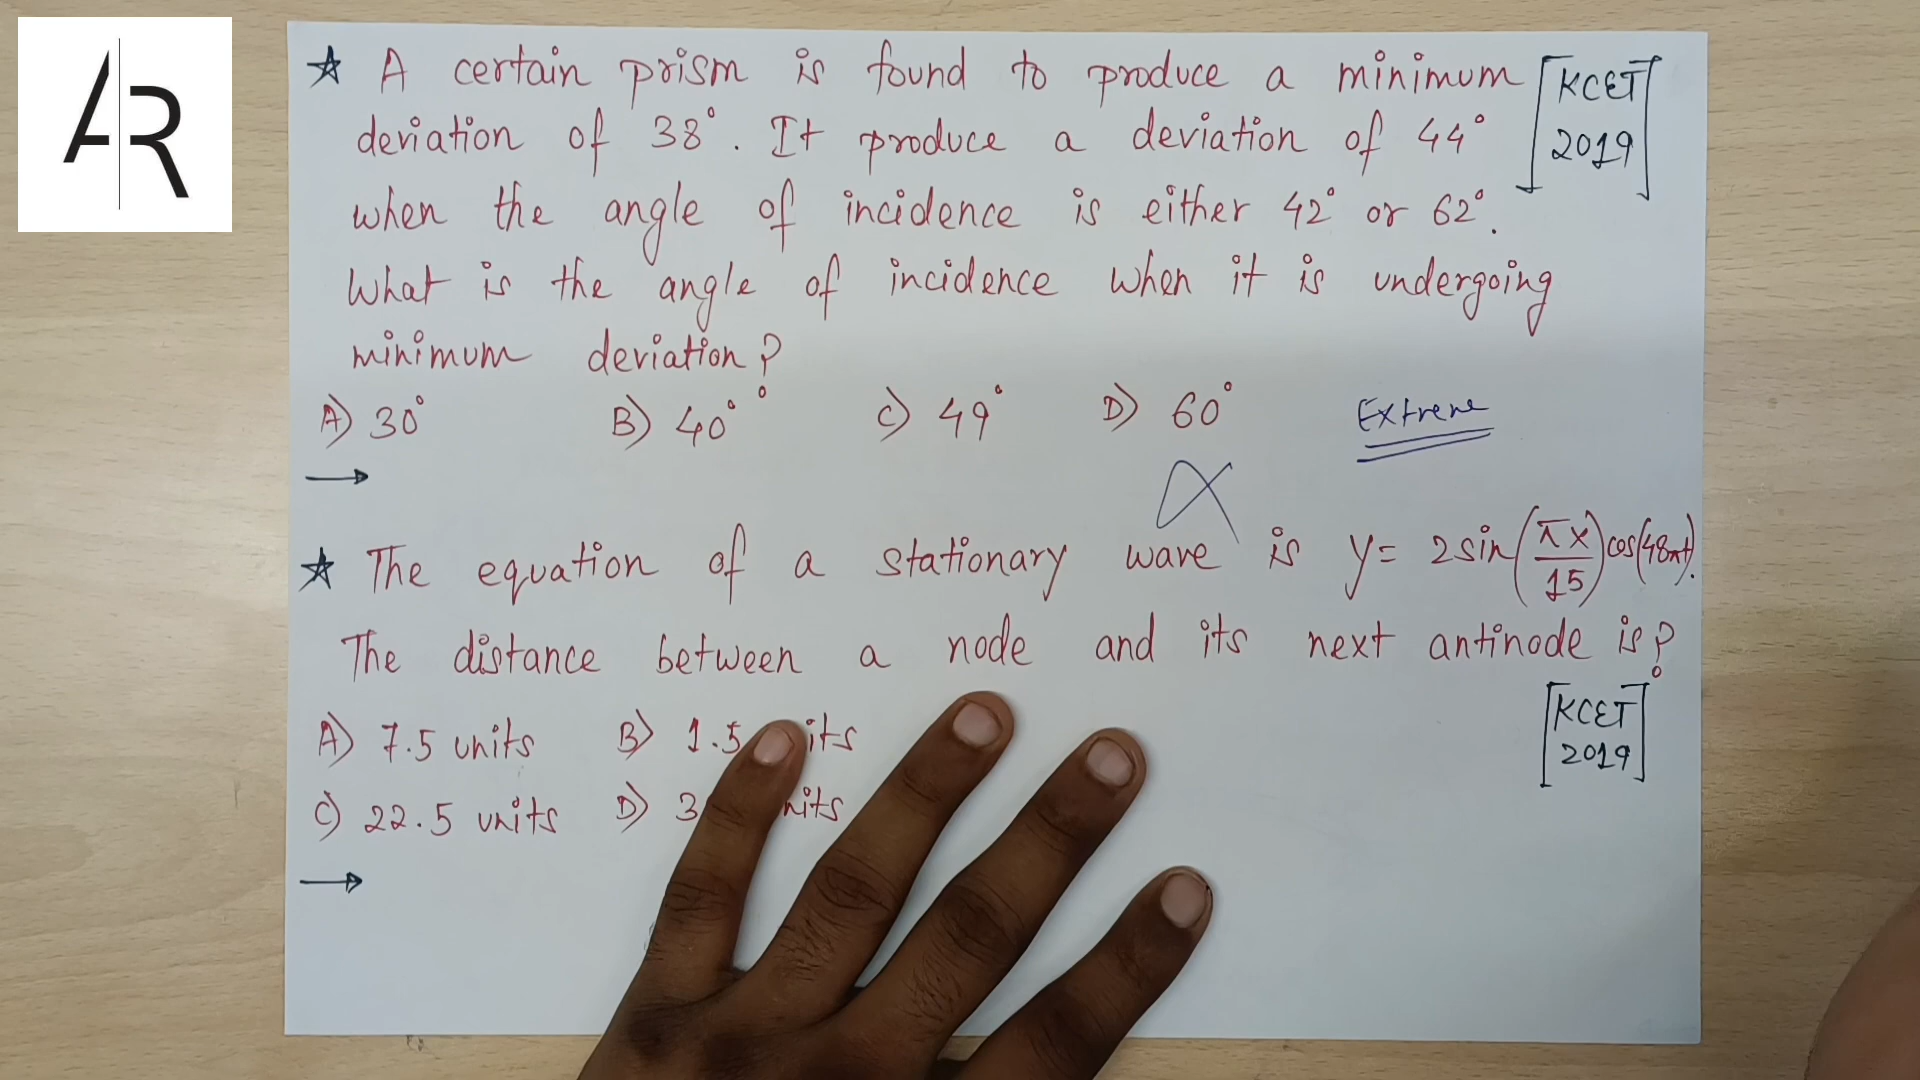 AR
★ A certain prism is found to produce a minimum [KCET
deviation of 38°. It produce a deviation of 44° 2019]
when the angle of incidence is either 42° or 62°.
What is the angle of incidence when it is undergoing
minimum deviation?
A) 30° B) 40° C) 49° D) 60° Extreme
→
★ The equation of a stationary wave is y= 2sin(πx/15)cos(48πt).
The distance between a node and its next antinode is?
A) 7.5 units B) 1.5 [KCET
C) 22.5 units D) 2019]
→